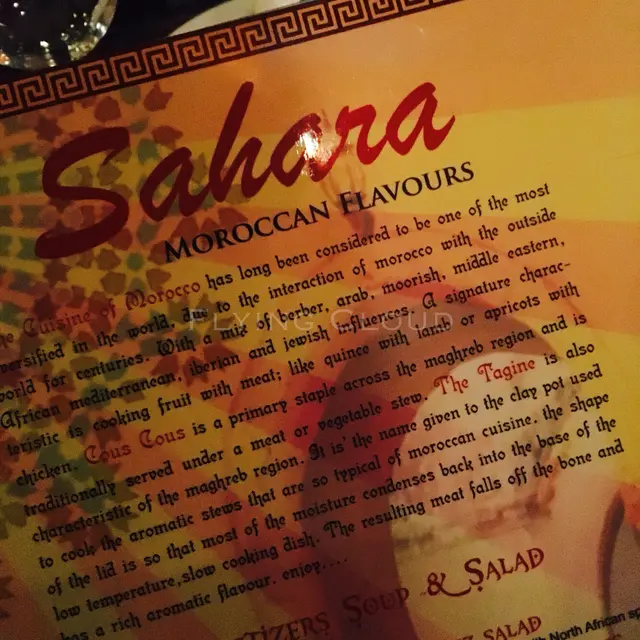 Sahara
MOROCCAN FLAVOURS
Cuisine of Morocco has long been considered to be one of the most
in the world, to the interaction of morocco with the outside
world for centuries. With a mix of berber, arab, moorish, middle eastern,
African mediterranean, iberian and jewish influences. A signature charac-
teristic is cooking fruit with meat; like quince with lamb or apricots with
chicken. Cous Cous is a primary staple across the maghreb region and is
traditionally served under a meat or vegetable stew. The Tagine is also
characteristic of the maghreb region. It is' the name given to the clay pot used
to cook the aromatic stews that are so typical of moroccan cuisine. the shape
of the lid is so that most of the moisture condenses back into the base of the
low temperature,slow cooking dish. The resulting meat falls off the bone and
has a rich aromatic flavour. enjoy....
FLYING CLOUD
SOUP & SALAD
SALAD
North African